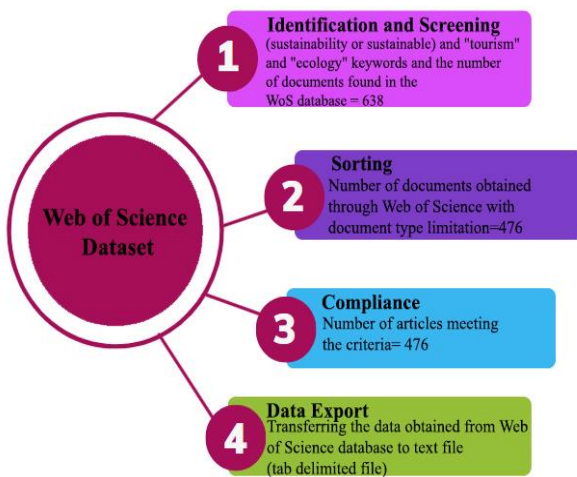 Web of Science
Dataset
1
Identification and Screening
(sustainability or sustainable) and "tourism"
and "ecology" keywords and the number
of documents found in the
WoS database = 638
2
Sorting
Number of documents obtained
through Web of Science with
document type limitation=476
3
Compliance
Number of articles meeting
the criteria= 476
4
Data Export
Transferring the data obtained from Web
of Science database to text file
(tab delimited file)